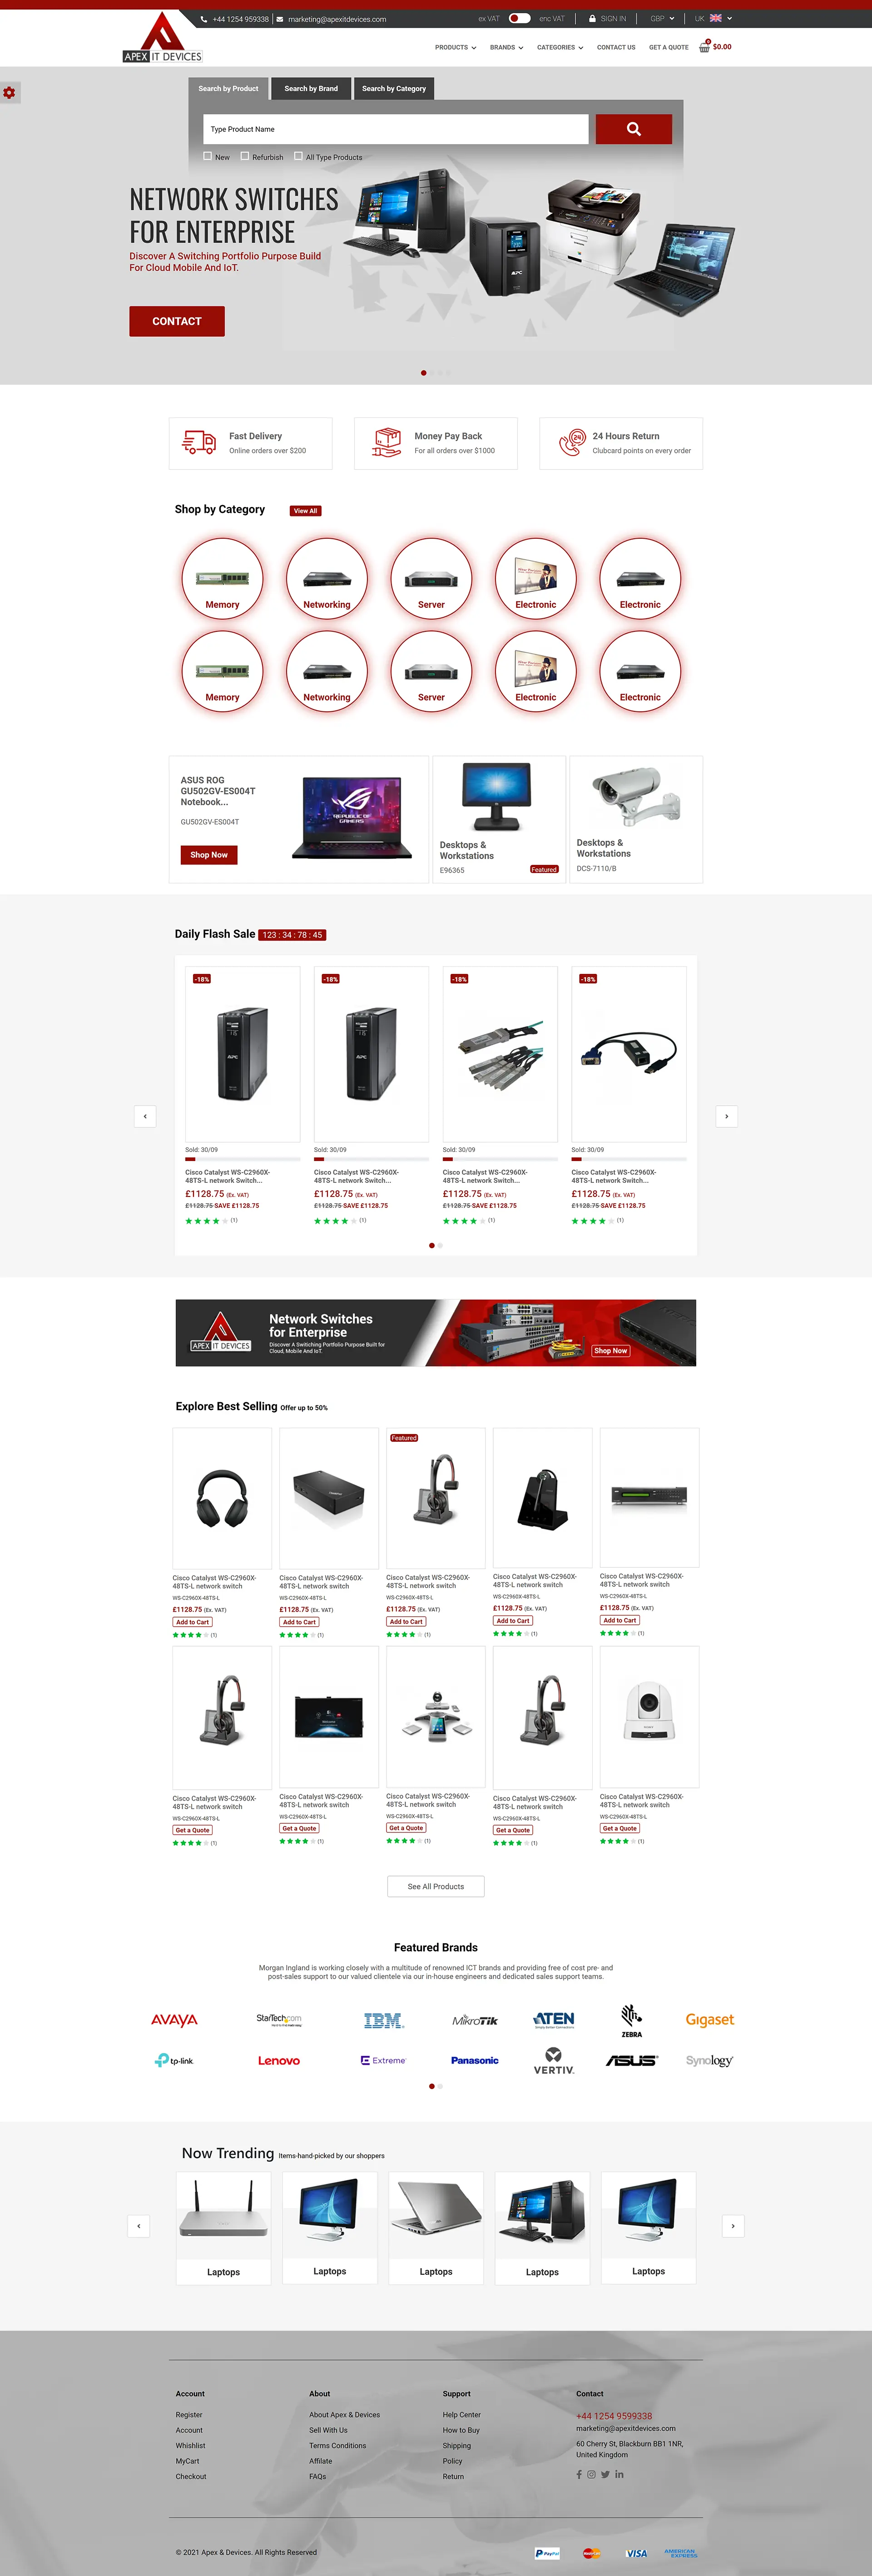 +44 1254 959338
marketing@apexitdevices.com
ex VAT
enc VAT
SIGN IN
GBP
UK
APEX IT DEVICES
PRODUCTS
BRANDS
CATEGORIES
CONTACT US
GET A QUOTE
0
$0.00
Search by Product
Search by Brand
Search by Category
Type Product Name
New
Refurbish
All Type Products
NETWORK SWITCHES
FOR ENTERPRISE
Discover A Switching Portfolio Purpose Build
For Cloud Mobile And IoT.
APC
CONTACT
Fast Delivery
Online orders over $200
Money Pay Back
For all orders over $1000
24
24 Hours Return
Clubcard points on every order
Shop by Category
View All
Memory
Networking
Server
Electronic
Electronic
Memory
Networking
Server
Electronic
Electronic
ASUS ROG
GU502GV-ES004T
Notebook...
GU502GV-ES004T
Shop Now
REPUBLIC OF
GAMERS
Desktops &
Workstations
E96365
Featured
Desktops &
Workstations
DCS-7110/B
Daily Flash Sale
123 : 34 : 78 : 45
-18%
-18%
-18%
-18%
APC
APC
Sold: 30/09
Sold: 30/09
Sold: 30/09
Sold: 30/09
Cisco Catalyst WS-C2960X-
48TS-L network Switch...
£1128.75 (Ex. VAT)
£1128.75 SAVE £1128.75
(1)
Cisco Catalyst WS-C2960X-
48TS-L network Switch...
£1128.75 (Ex. VAT)
£1128.75 SAVE £1128.75
(1)
Cisco Catalyst WS-C2960X-
48TS-L network Switch...
£1128.75 (Ex. VAT)
£1128.75 SAVE £1128.75
(1)
Cisco Catalyst WS-C2960X-
48TS-L network Switch...
£1128.75 (Ex. VAT)
£1128.75 SAVE £1128.75
(1)
APEX IT DEVICES
Network Switches
for Enterprise
Discover A Switiching Portfolio Purpose Built for
Cloud, Mobile And IoT.
Shop Now
Explore Best Selling Offer up to 50%
Featured
Cisco Catalyst WS-C2960X-
48TS-L network switch
WS-C2960X-48TS-L
£1128.75 (Ex. VAT)
Add to Cart
(1)
Cisco Catalyst WS-C2960X-
48TS-L network switch
WS-C2960X-48TS-L
£1128.75 (Ex. VAT)
Add to Cart
(1)
Cisco Catalyst WS-C2960X-
48TS-L network switch
WS-C2960X-48TS-L
£1128.75 (Ex. VAT)
Add to Cart
(1)
Cisco Catalyst WS-C2960X-
48TS-L network switch
WS-C2960X-48TS-L
£1128.75 (Ex. VAT)
Add to Cart
(1)
Cisco Catalyst WS-C2960X-
48TS-L network switch
WS-C2960X-48TS-L
£1128.75 (Ex. VAT)
Add to Cart
(1)
Cisco Catalyst WS-C2960X-
48TS-L network switch
WS-C2960X-48TS-L
Get a Quote
(1)
Cisco Catalyst WS-C2960X-
48TS-L network switch
WS-C2960X-48TS-L
Get a Quote
(1)
Cisco Catalyst WS-C2960X-
48TS-L network switch
WS-C2960X-48TS-L
Get a Quote
(1)
Cisco Catalyst WS-C2960X-
48TS-L network switch
WS-C2960X-48TS-L
Get a Quote
(1)
Cisco Catalyst WS-C2960X-
48TS-L network switch
WS-C2960X-48TS-L
Get a Quote
(1)
See All Products
Featured Brands
Morgan Ingland is working closely with a multitude of renowned ICT brands and providing free of cost pre- and
post-sales support to our valued clientele via our in-house engineers and dedicated sales support teams.
AVAYA
StarTech.com
IBM
MikroTik
ATEN
ZEBRA
Gigaset
tp-link
Lenovo
Extreme
Panasonic
VERTIV.
ASUS
Synology
Now Trending Items-hand-picked by our shoppers
Laptops
Laptops
Laptops
Laptops
Laptops
Account
Register
Account
Whishlist
MyCart
Checkout
About
About Apex & Devices
Sell With Us
Terms Conditions
Affilate
FAQs
Support
Help Center
How to Buy
Shipping
Policy
Return
Contact
+44 1254 9599338
marketing@apexitdevices.com
60 Cherry St, Blackburn BB1 1NR,
United Kingdom
© 2021 Apex & Devices. All Rights Reserved
PayPal
VISA
AMERICAN
EXPRESS